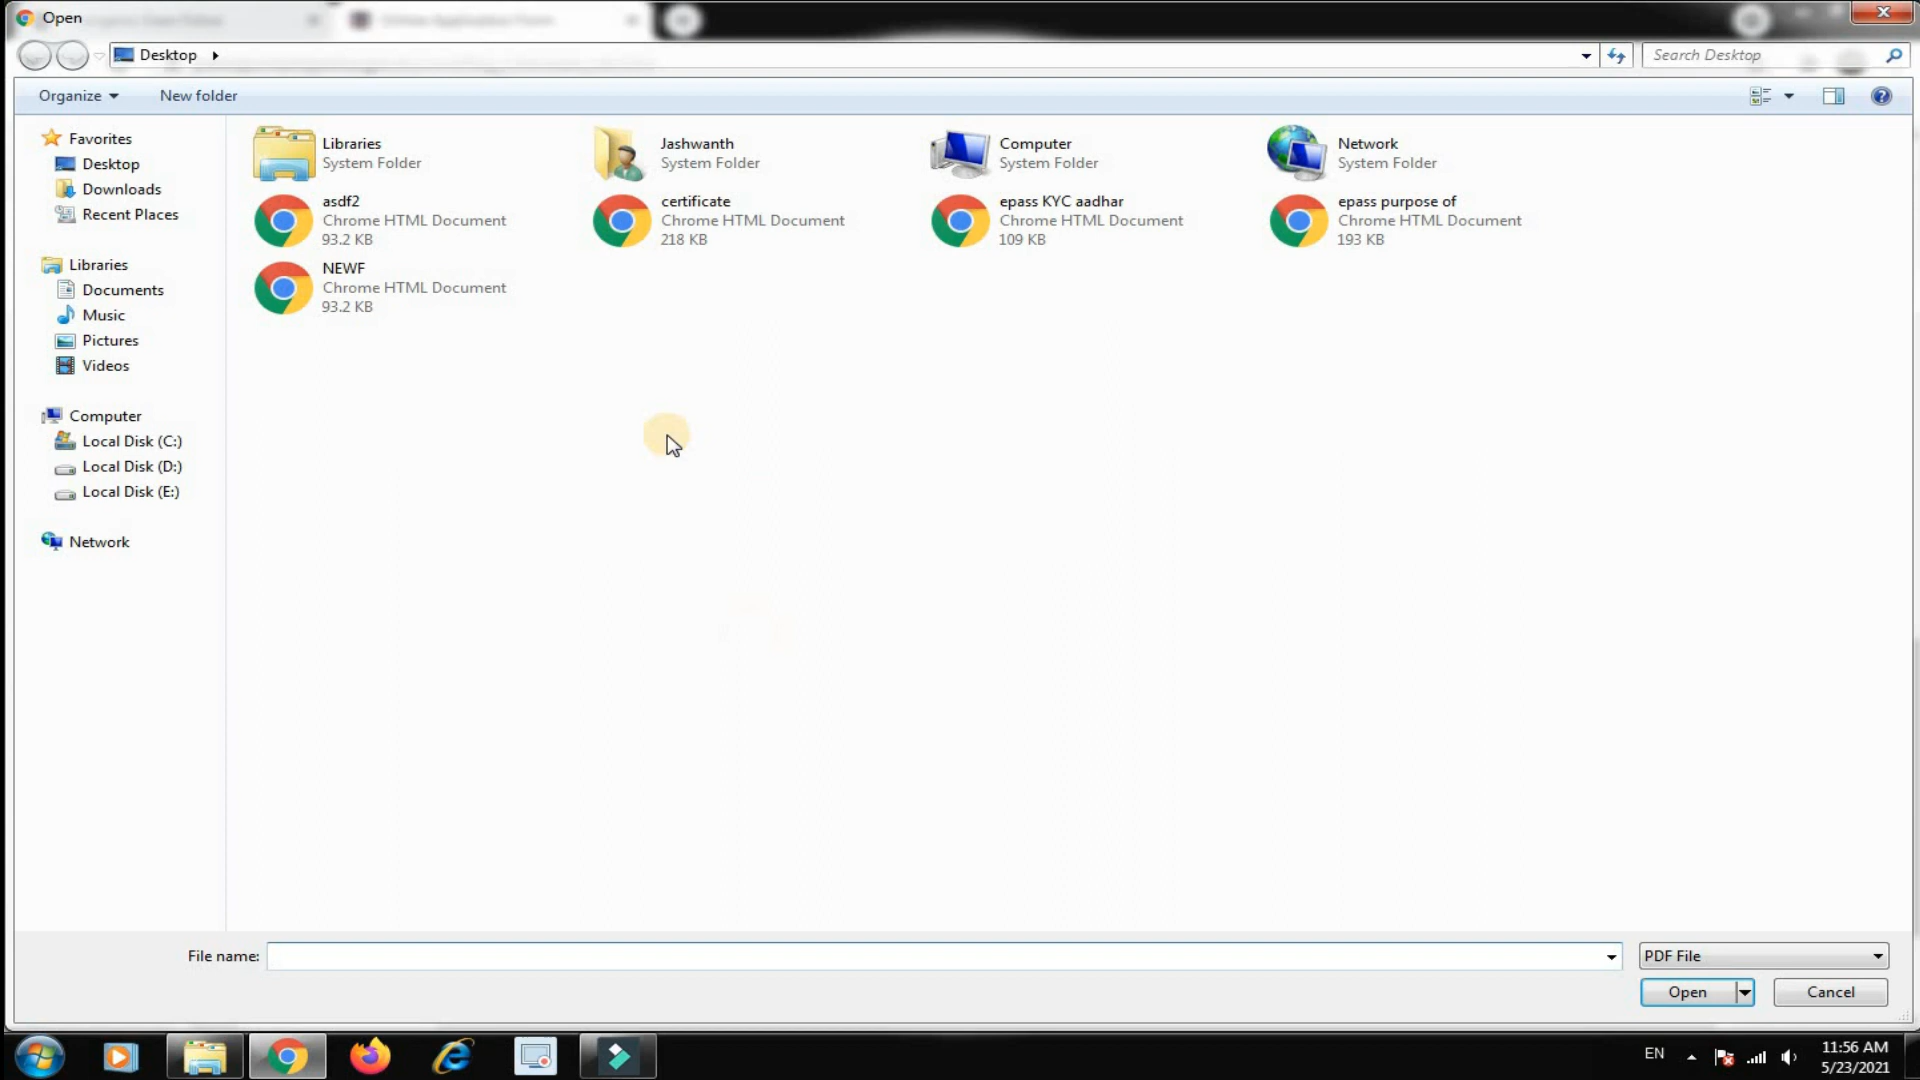 Open
Desktop
Search Desktop
Organize
New folder
Favorites
Desktop
Downloads
Recent Places
Libraries
Documents
Music
Pictures
Videos
Computer
Local Disk (C:)
Local Disk (D:)
Local Disk (E:)
Network
Libraries
System Folder
Jashwanth
System Folder
Computer
System Folder
Network
System Folder
asdf2
Chrome HTML Document
93.2 KB
certificate
Chrome HTML Document
218 KB
epass KYC aadhar
Chrome HTML Document
109 KB
epass purpose of
Chrome HTML Document
193 KB
NEWF
Chrome HTML Document
93.2 KB
File name:
PDF File
Open
Cancel
EN
11:56 AM
5/23/2021